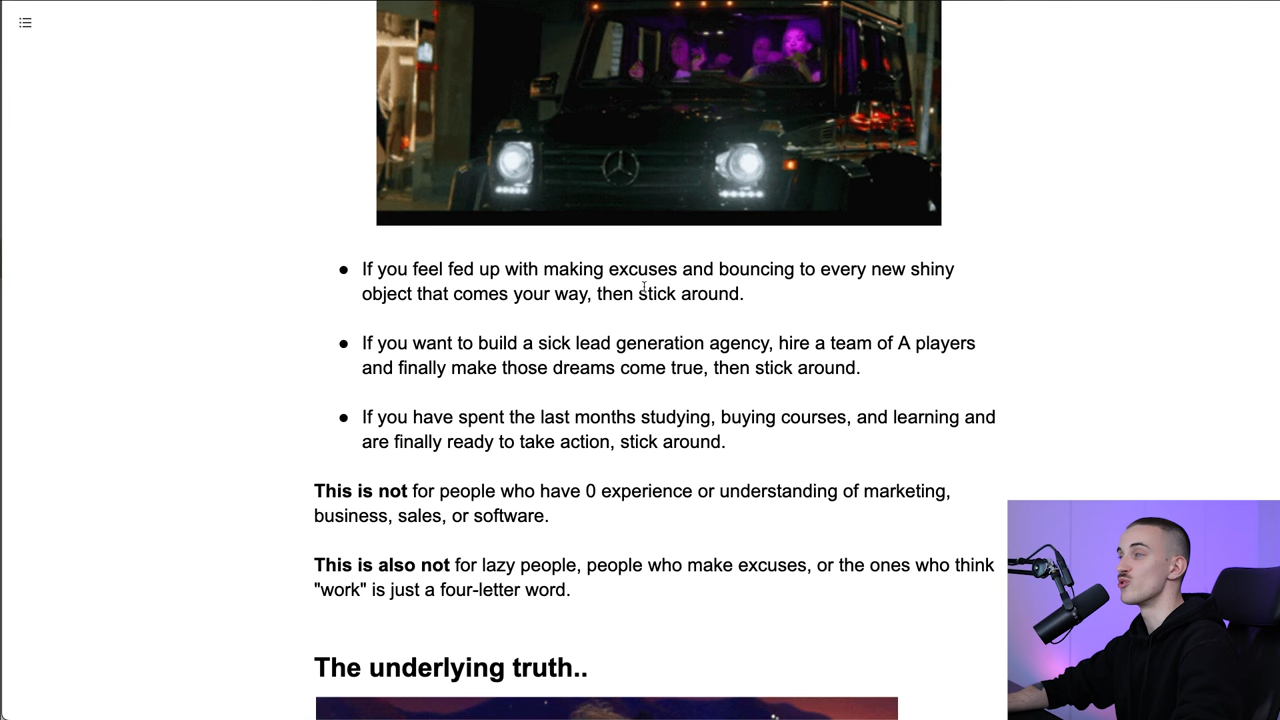 ● If you feel fed up with making excuses and bouncing to every new shiny
object that comes your way, then stick around.
● If you want to build a sick lead generation agency, hire a team of A players
and finally make those dreams come true, then stick around.
● If you have spent the last months studying, buying courses, and learning and
are finally ready to take action, stick around.
This is not for people who have 0 experience or understanding of marketing,
business, sales, or software.
This is also not for lazy people, people who make excuses, or the ones who think
"work" is just a four-letter word.
The underlying truth..